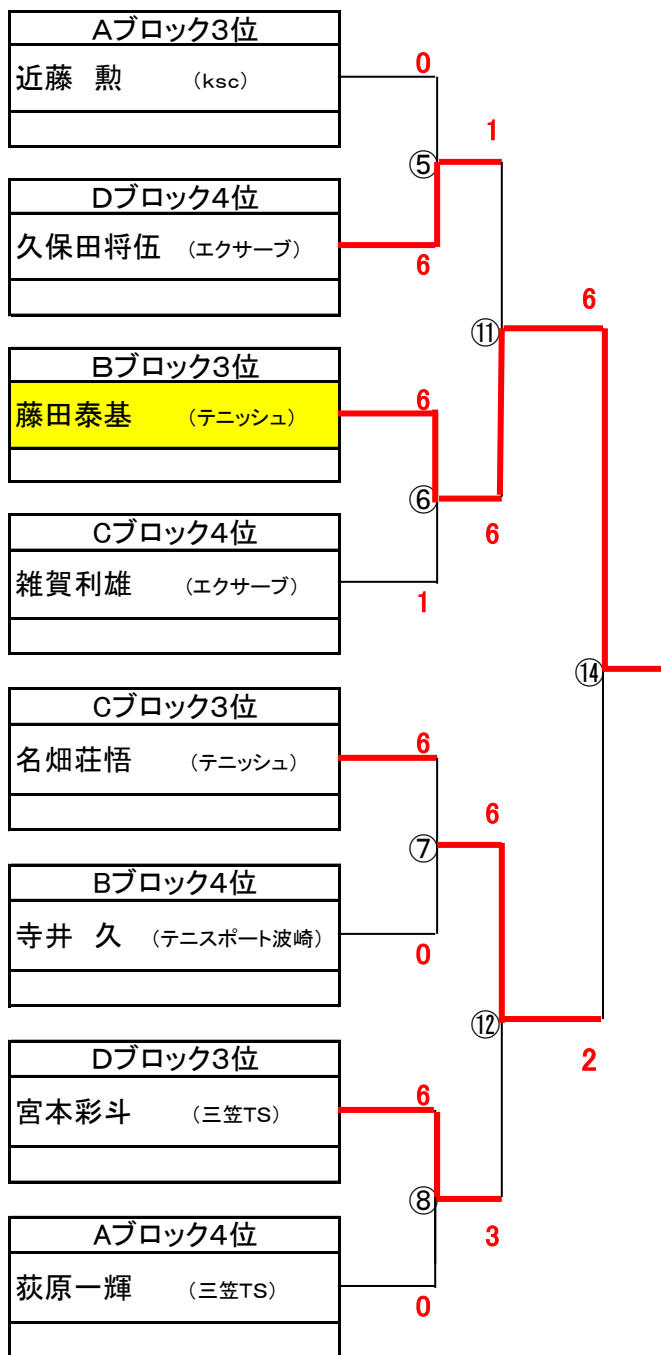 Aブロック3位
近藤 勲 (ksc)
0
1
⑤
Dブロック4位
久保田将伍 (エクサーブ)
6
6
⑪
Bブロック3位
藤田泰基 (テニッシュ)
6
⑥
6
Cブロック4位
雑賀利雄 (エクサーブ)
1
⑭
Cブロック3位
名畑荘悟 (テニッシュ)
6
6
⑦
Bブロック4位
寺井 久 (テニスポート波崎)
0
⑫
2
Dブロック3位
宮本彩斗 (三笠TS)
6
⑧
3
Aブロック4位
荻原一輝 (三笠TS)
0